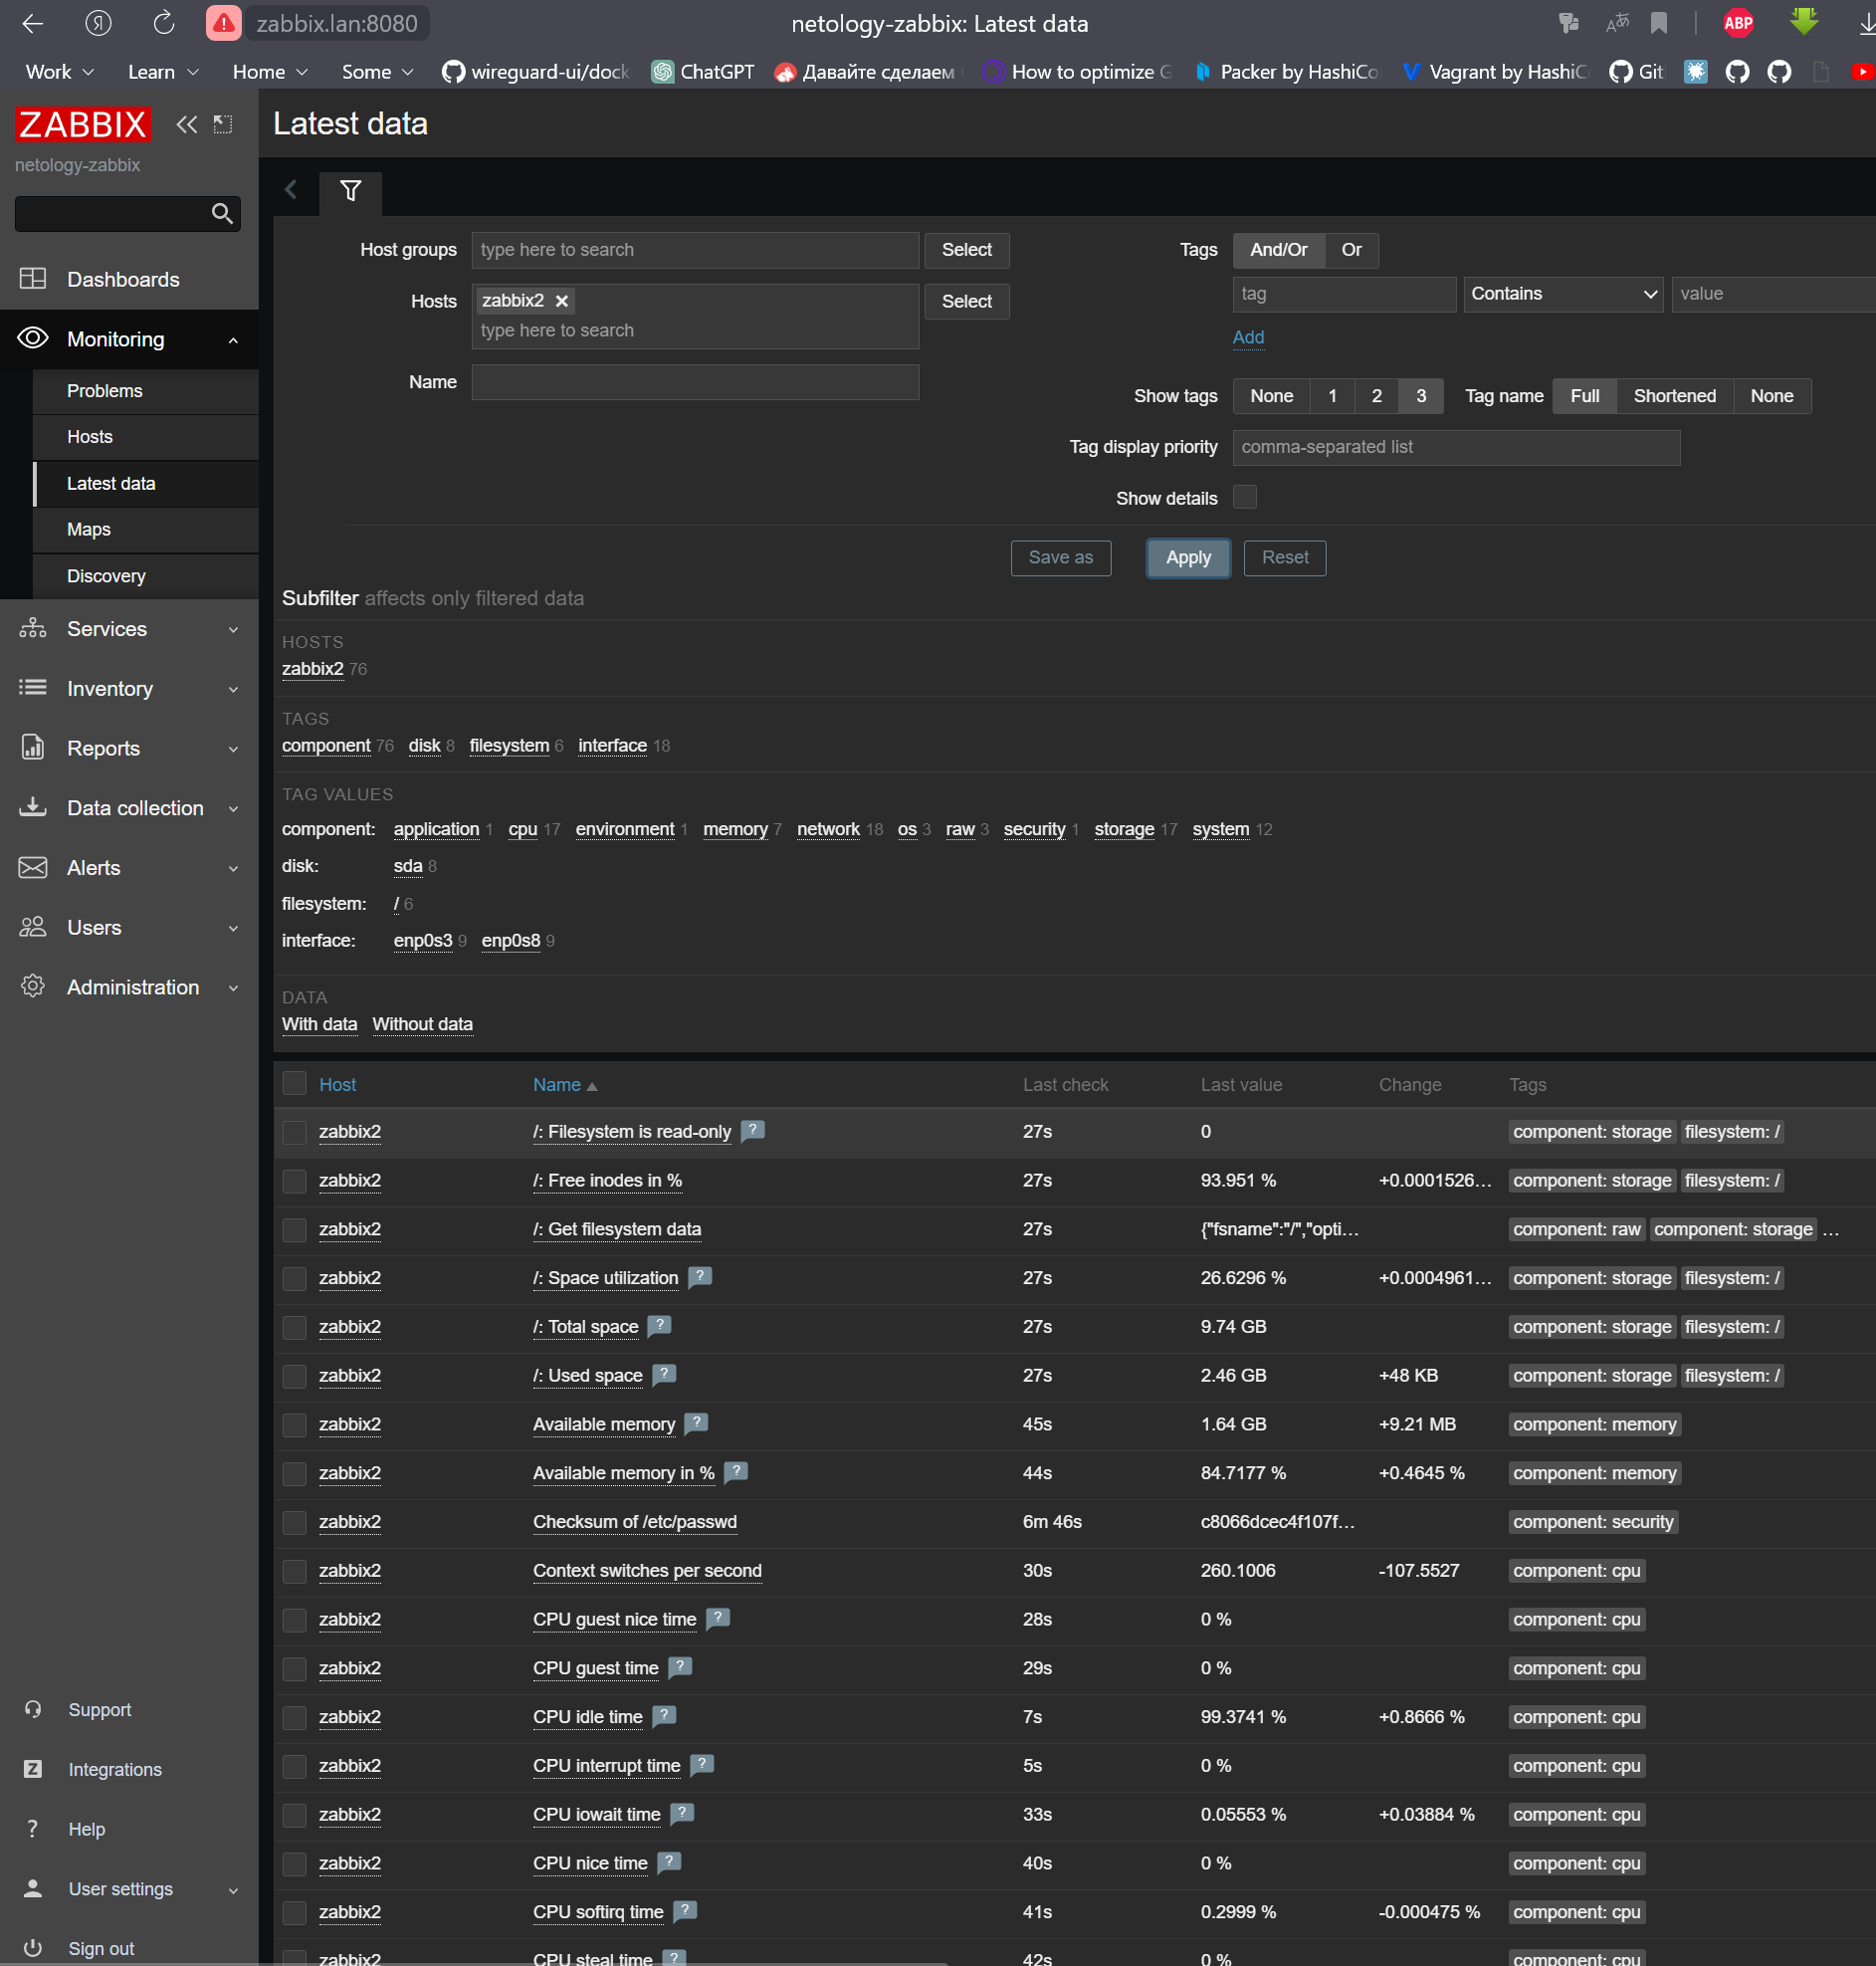 zabbix.lan:8080 netology-zabbix: Latest data ABP
Work Learn Home Some wireguard-ui/dock ChatGPT Давайте сделаем How to optimize Packer by HashiCo Vagrant by HashiC Git
ZABBIX
netology-zabbix
Dashboards
Monitoring
Problems
Hosts
Latest data
Maps
Discovery
Services
Inventory
Reports
Data collection
Alerts
Users
Administration
Support
Integrations
Help
User settings
Sign out
Latest data
Host groups type here to search Select
Hosts zabbix2 Select
type here to search
Name
Tags And/Or Or
tag Contains value
Add
Show tags None 1 2 3 Tag name Full Shortened None
Tag display priority comma-separated list
Show details
Save as Apply Reset
Subfilter affects only filtered data
HOSTS
zabbix2 76
TAGS
component 76 disk 8 filesystem 6 interface 18
TAG VALUES
component: application 1 cpu 17 environment 1 memory 7 network 18 os 3 raw 3 security 1 storage 17 system 12
disk: sda 8
filesystem: / 6
interface: enp0s3 9 enp0s8 9
DATA
With data Without data
Host Name Last check Last value Change Tags
zabbix2 /: Filesystem is read-only ? 27s 0 component: storage filesystem: /
zabbix2 /: Free inodes in % 27s 93.951 % +0.0001526... component: storage filesystem: /
zabbix2 /: Get filesystem data 27s {"fsname":"/","opti... component: raw component: storage ...
zabbix2 /: Space utilization ? 27s 26.6296 % +0.0004961... component: storage filesystem: /
zabbix2 /: Total space ? 27s 9.74 GB component: storage filesystem: /
zabbix2 /: Used space ? 27s 2.46 GB +48 KB component: storage filesystem: /
zabbix2 Available memory ? 45s 1.64 GB +9.21 MB component: memory
zabbix2 Available memory in % ? 44s 84.7177 % +0.4645 % component: memory
zabbix2 Checksum of /etc/passwd 6m 46s c8066dcec4f107f... component: security
zabbix2 Context switches per second 30s 260.1006 -107.5527 component: cpu
zabbix2 CPU guest nice time ? 28s 0 % component: cpu
zabbix2 CPU guest time ? 29s 0 % component: cpu
zabbix2 CPU idle time ? 7s 99.3741 % +0.8666 % component: cpu
zabbix2 CPU interrupt time ? 5s 0 % component: cpu
zabbix2 CPU iowait time ? 33s 0.05553 % +0.03884 % component: cpu
zabbix2 CPU nice time ? 40s 0 % component: cpu
zabbix2 CPU softirq time ? 41s 0.2999 % -0.000475 % component: cpu
zabbix2 CPU steal time ? 42s 0 % component: cpu